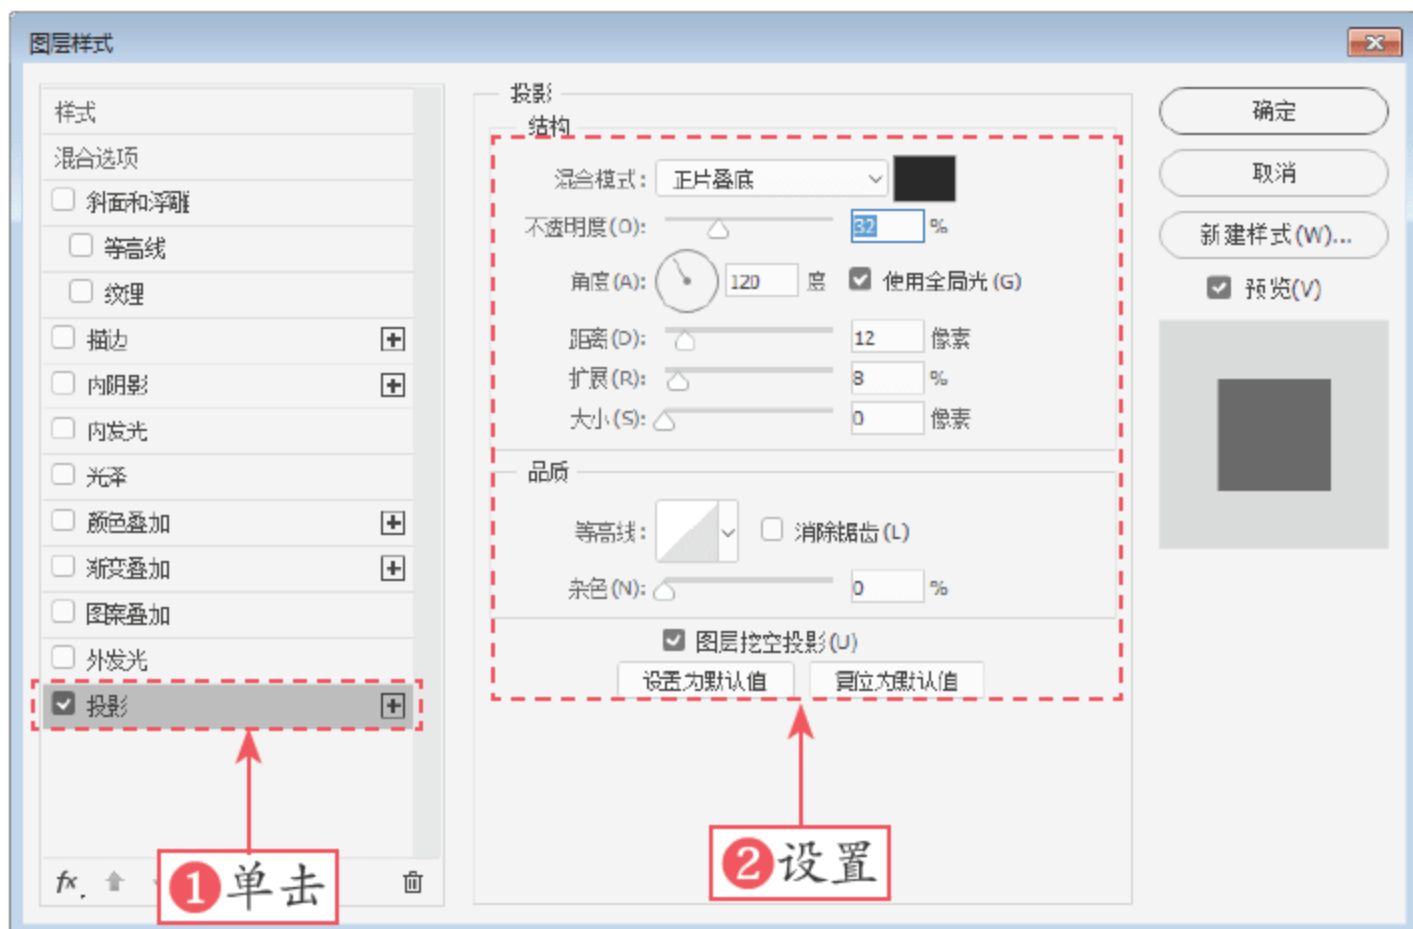 图层样式
样式
混合选项
斜面和浮雕
等高线
纹理
描边
内阴影
内发光
光泽
颜色叠加
渐变叠加
图案叠加
外发光
投影
fx
❶单击
投影
结构
混合模式: 正片叠底
不透明度(O): 32 %
角度(A): 120 度 使用全局光(G)
距离(D): 12 像素
扩展(R): 8 %
大小(S): 0 像素
品质
等高线: 消除锯齿(L)
杂色(N): 0 %
图层挖空投影(U)
设置为默认值 复位为默认值
❷设置
确定
取消
新建样式(W)...
预览(V)